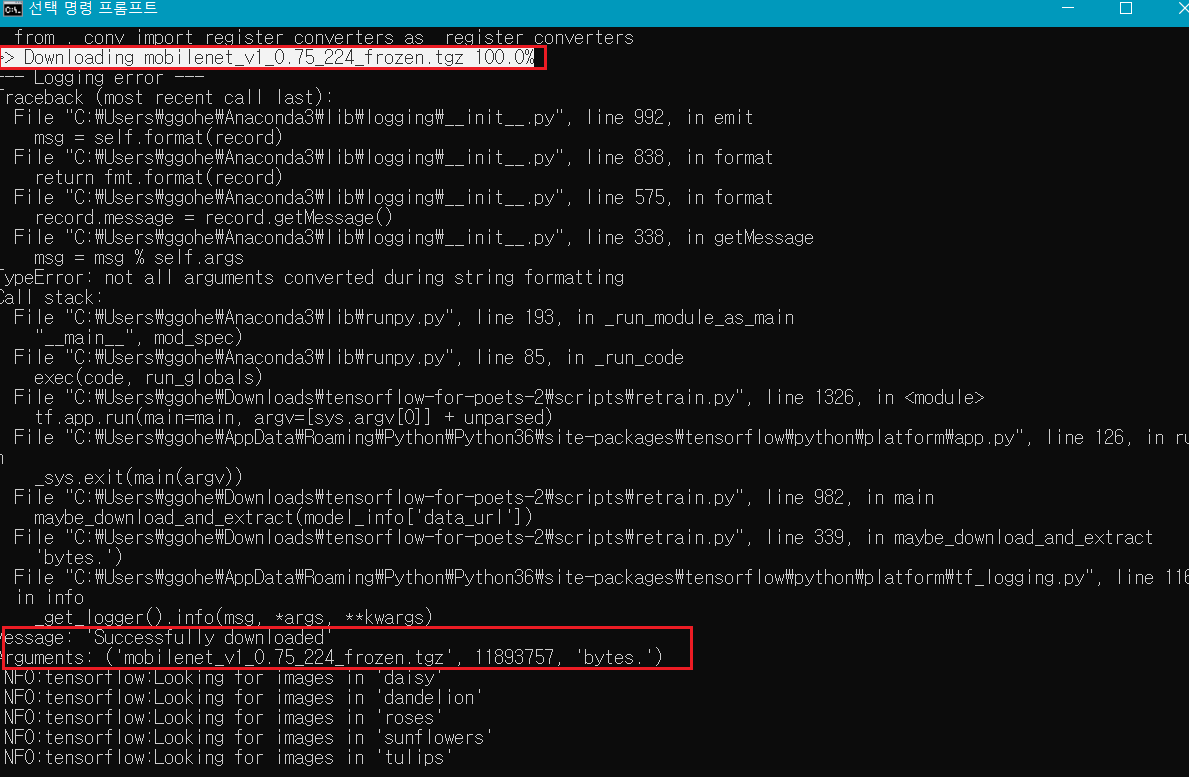 선택 명령 프롬프트
from . conv import register converters as register converters
> Downloading mobilenet_v1_0.75_224_frozen.tgz 100.0%
--- Logging error ---
Traceback (most recent call last):
File "C:₩Users₩ggohe₩Anaconda3₩lib₩logging₩__init__.py", line 992, in emit
msg = self.format(record)
File "C:₩Users₩ggohe₩Anaconda3₩lib₩logging₩__init__.py", line 838, in format
return fmt.format(record)
File "C:₩Users₩ggohe₩Anaconda3₩lib₩logging₩__init__.py", line 575, in format
record.message = record.getMessage()
File "C:₩Users₩ggohe₩Anaconda3₩lib₩logging₩__init__.py", line 338, in getMessage
msg = msg % self.args
TypeError: not all arguments converted during string formatting
Call stack:
File "C:₩Users₩ggohe₩Anaconda3₩lib₩runpy.py", line 193, in _run_module_as_main
"__main__", mod_spec)
File "C:₩Users₩ggohe₩Anaconda3₩lib₩runpy.py", line 85, in _run_code
exec(code, run_globals)
File "C:₩Users₩ggohe₩Downloads₩tensorflow-for-poets-2₩scripts₩retrain.py", line 1326, in <module>
tf.app.run(main=main, argv=[sys.argv[0]] + unparsed)
File "C:₩Users₩ggohe₩AppData₩Roaming₩Python₩Python36₩site-packages₩tensorflow₩python₩platform₩app.py", line 126, in ru
n
_sys.exit(main(argv))
File "C:₩Users₩ggohe₩Downloads₩tensorflow-for-poets-2₩scripts₩retrain.py", line 982, in main
maybe_download_and_extract(model_info['data_url'])
File "C:₩Users₩ggohe₩Downloads₩tensorflow-for-poets-2₩scripts₩retrain.py", line 339, in maybe_download_and_extract
'bytes.')
File "C:₩Users₩ggohe₩AppData₩Roaming₩Python₩Python36₩site-packages₩tensorflow₩python₩platform₩tf_logging.py", line 116
in info
_get_logger().info(msg, *args, **kwargs)
essage: 'Successfully downloaded'
rguments: ('mobilenet_v1_0.75_224_frozen.tgz', 11893757, 'bytes.')
NFO:tensorflow:Looking for images in 'daisy'
NFO:tensorflow:Looking for images in 'dandelion'
NFO:tensorflow:Looking for images in 'roses'
NFO:tensorflow:Looking for images in 'sunflowers'
NFO:tensorflow:Looking for images in 'tulips'